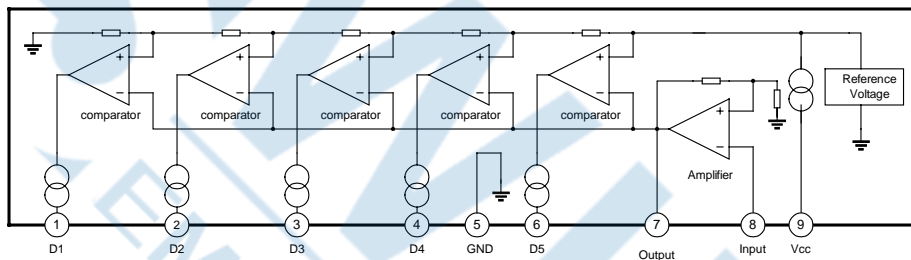 +
+
+
+
+
−
−
−
−
−
Reference
Voltage
comparator
comparator
comparator
comparator
comparator
+
−
Amplifier
1
2
3
4
5
6
7
8
9
D1
D2
D3
D4
GND
D5
Output
Input
Vcc